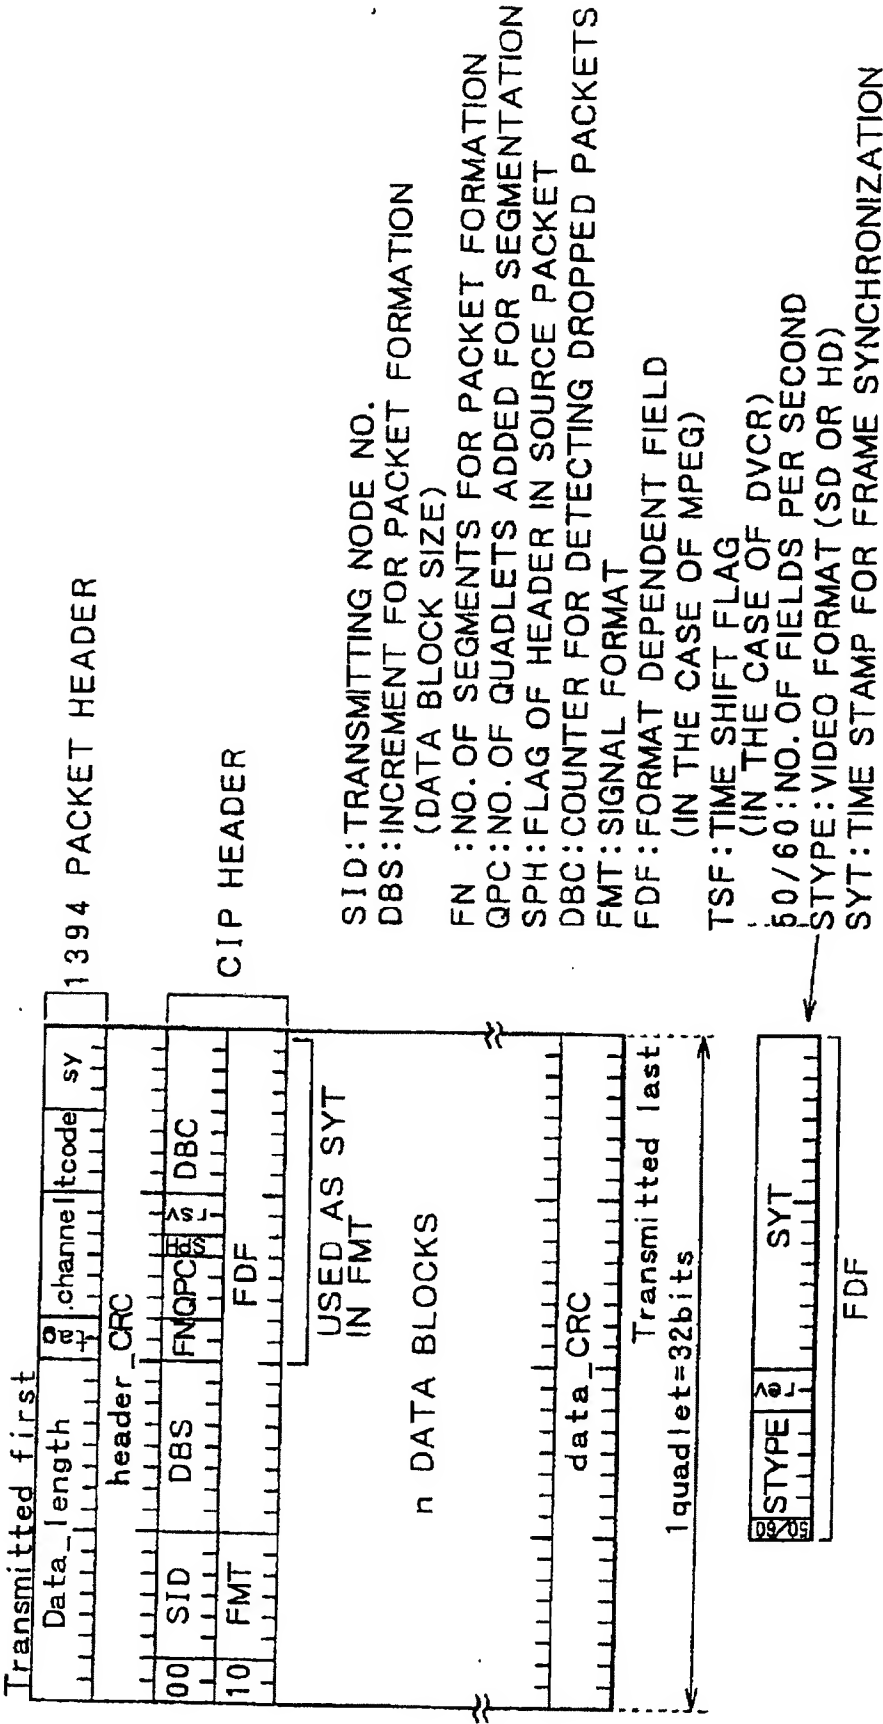 Transmitted first
Data_length
tag
channel
tcode
sy
1394 PACKET HEADER
header_CRC
00
SID
DBS
FN
QPC
SPH
rsv
DBC
CIP HEADER
10
FMT
FDF
USED AS SYT
IN FMT
n DATA BLOCKS
data_CRC
Transmitted last
1quadlet=32bits
50/60
STYPE
rev
SYT
FDF
SID:TRANSMITTING NODE NO.
DBS:INCREMENT FOR PACKET FORMATION
(DATA BLOCK SIZE)
FN :NO.OF SEGMENTS FOR PACKET FORMATION
QPC:NO.OF QUADLETS ADDED FOR SEGMENTATION
SPH:FLAG OF HEADER IN SOURCE PACKET
DBC:COUNTER FOR DETECTING DROPPED PACKETS
FMT:SIGNAL FORMAT
FDF:FORMAT DEPENDENT FIELD
(IN THE CASE OF MPEG)
TSF:TIME SHIFT FLAG
(IN THE CASE OF DVCR)
50/60:NO.OF FIELDS PER SECOND
STYPE:VIDEO FORMAT(SD OR HD)
SYT:TIME STAMP FOR FRAME SYNCHRONIZATION